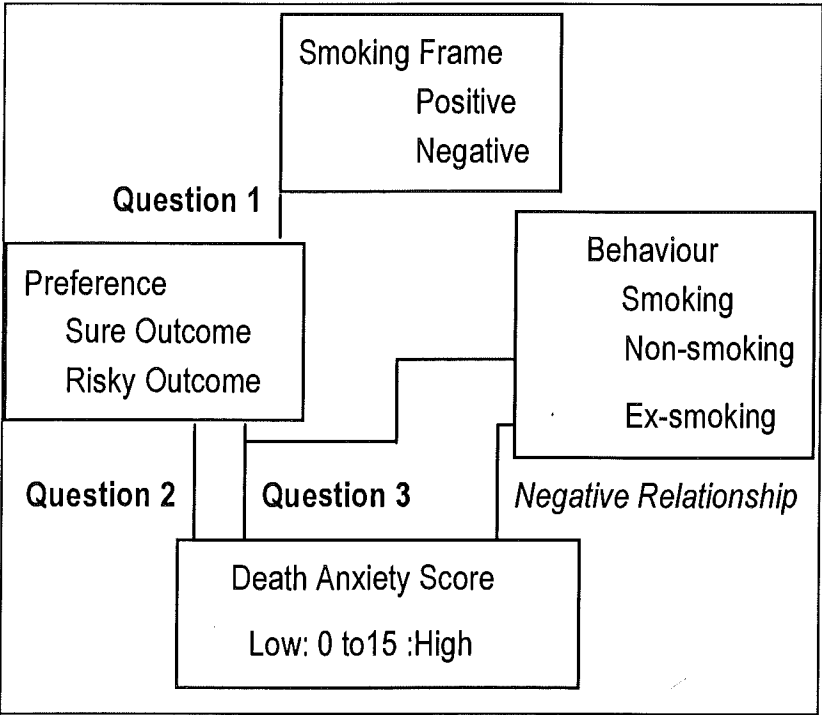 Smoking Frame
Positive
Negative
Question 1
Preference
Sure Outcome
Risky Outcome
Behaviour
Smoking
Non-smoking
Ex-smoking
Question 2
Question 3
Negative Relationship
Death Anxiety Score
Low: 0 to15 :High